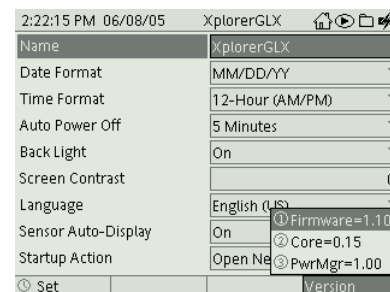 2:22:15 PM 06/08/05 XplorerGLX
Name XplorerGLX
Date Format MM/DD/YY
Time Format 12-Hour (AM/PM)
Auto Power Off 5 Minutes
Back Light On
Screen Contrast
Language English (US)
Sensor Auto-Display On
Startup Action Open
①Firmware=1.10
②Core=0.15
③PwrMgr=1.00
Set Version